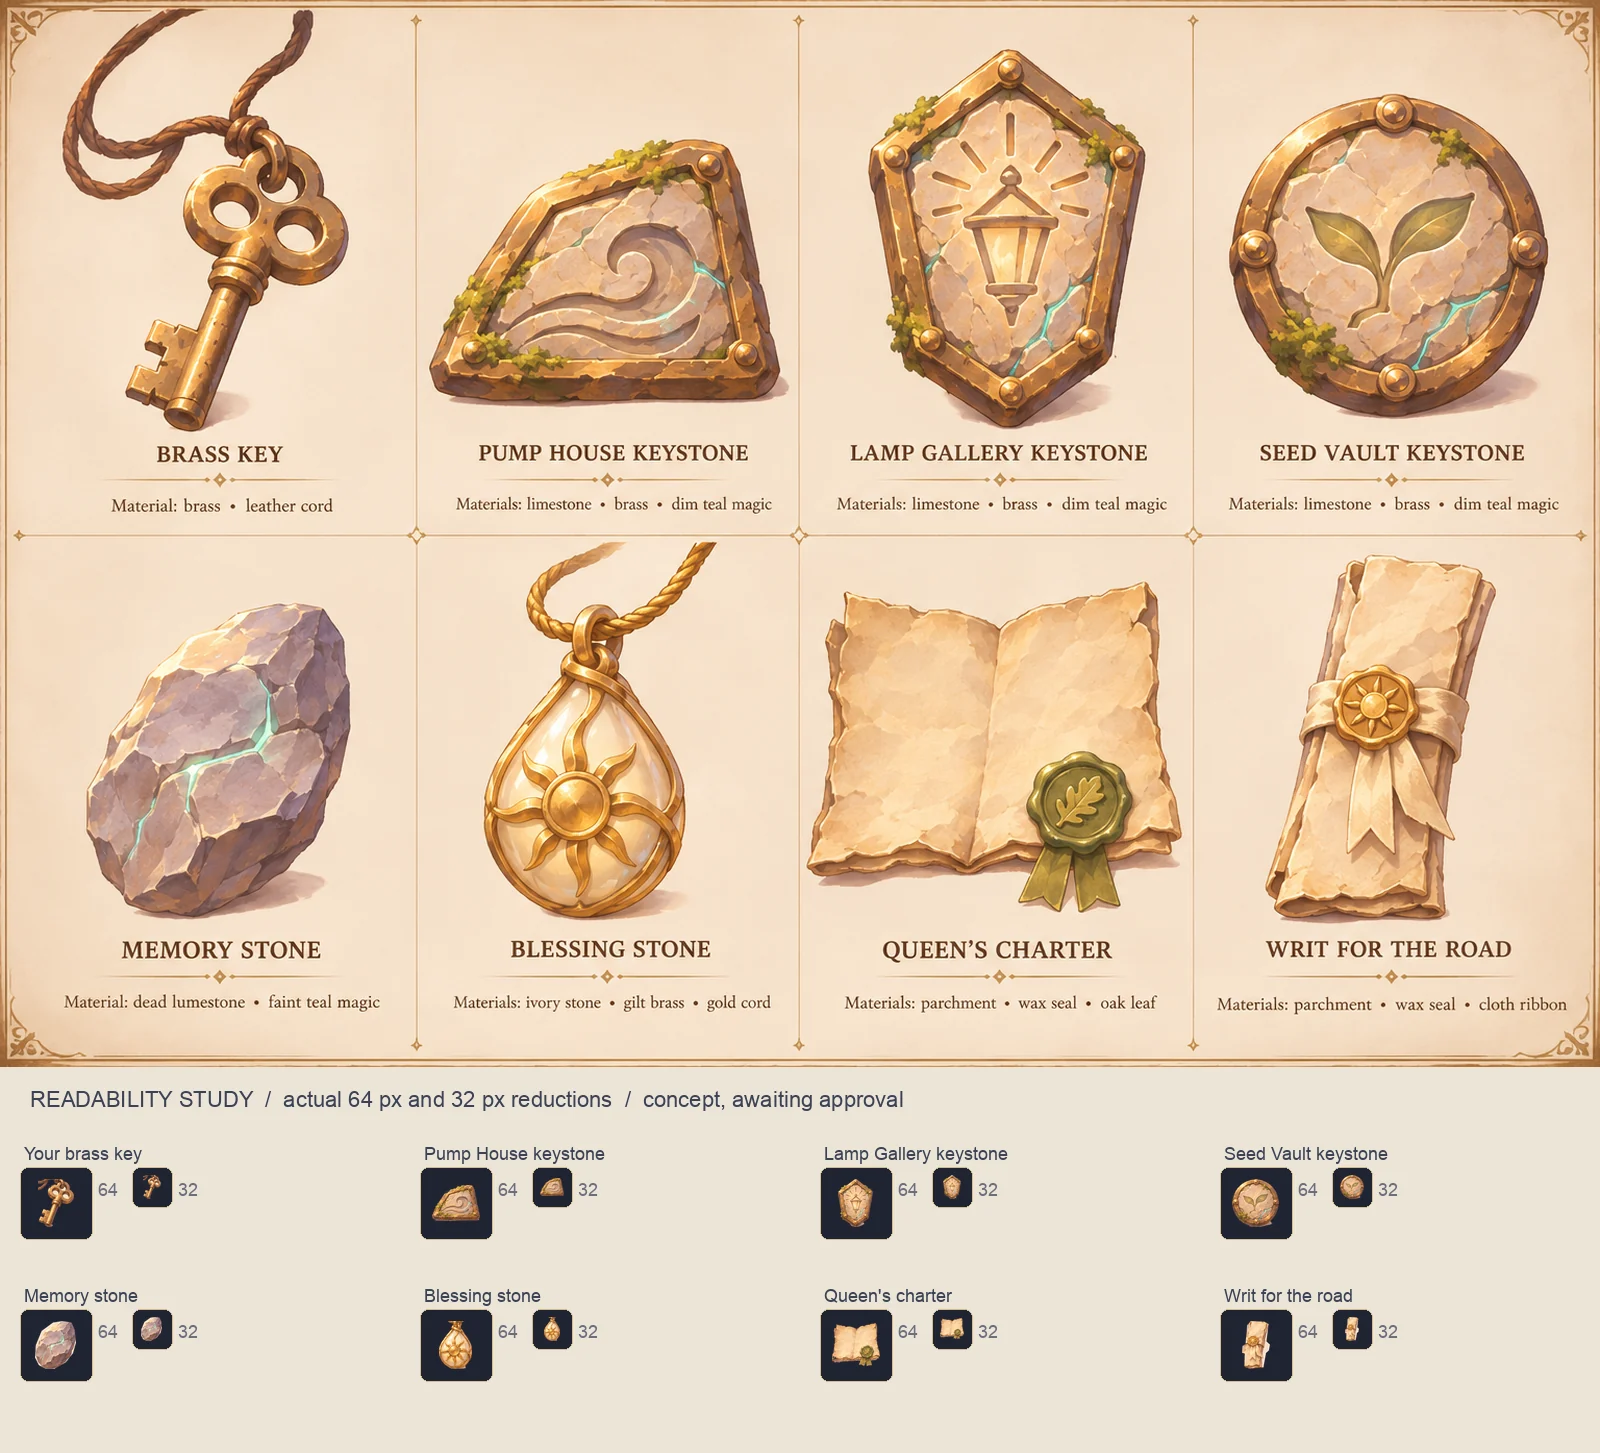 BRASS KEY
Material: brass • leather cord
PUMP HOUSE KEYSTONE
Materials: limestone • brass • dim teal magic
LAMP GALLERY KEYSTONE
Materials: limestone • brass • dim teal magic
SEED VAULT KEYSTONE
Materials: limestone • brass • dim teal magic
MEMORY STONE
Material: dead lumestone • faint teal magic
BLESSING STONE
Materials: ivory stone • gilt brass • gold cord
QUEEN'S CHARTER
Materials: parchment • wax seal • oak leaf
WRIT FOR THE ROAD
Materials: parchment • wax seal • cloth ribbon
READABILITY STUDY / actual 64 px and 32 px reductions / concept, awaiting approval
Your brass key
64 32
Pump House keystone
64 32
Lamp Gallery keystone
64 32
Seed Vault keystone
64 32
Memory stone
64 32
Blessing stone
64 32
Queen's charter
64 32
Writ for the road
64 32